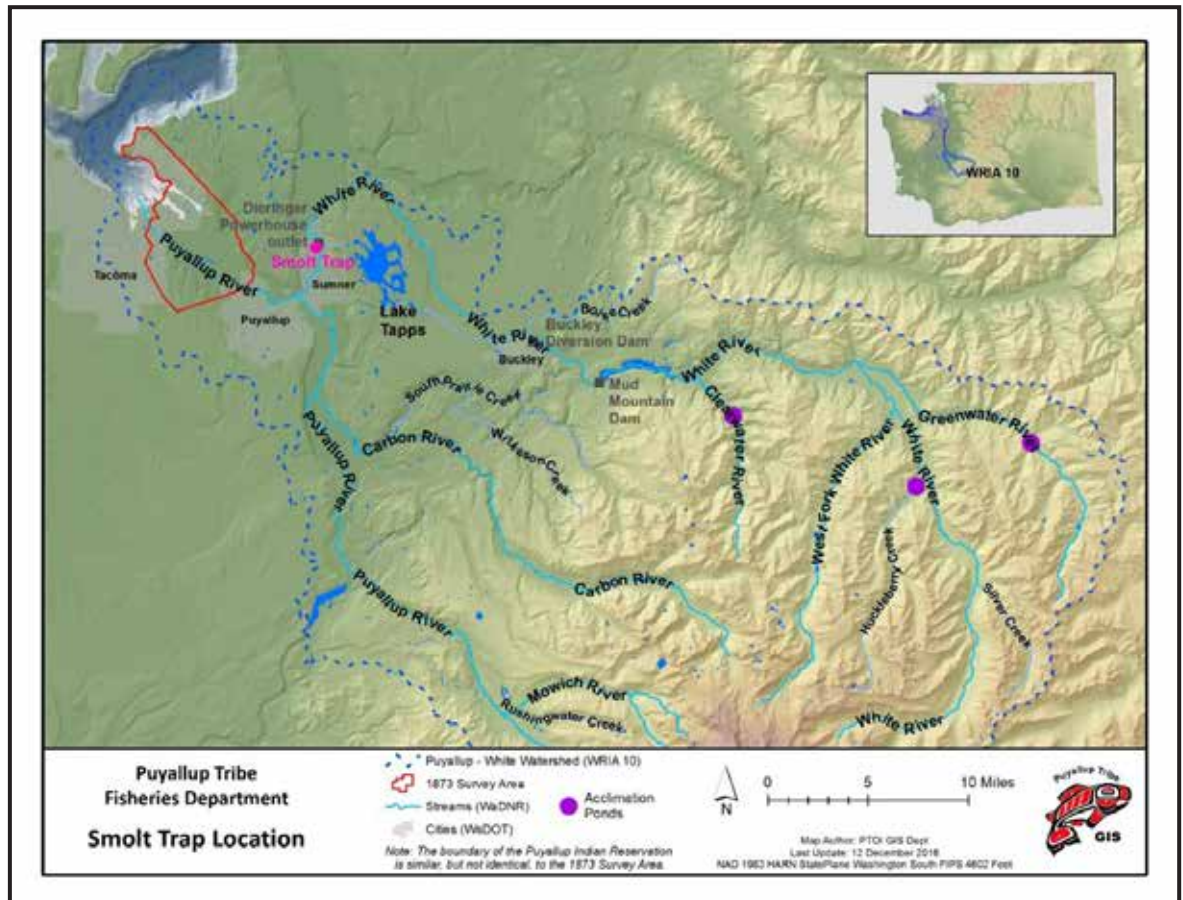 WRIA 10
White River
Dieringer
Powerhouse
outlet
Smolt Trap
Puyallup River
Tacoma
Sumner
Puyallup
Lake
Tapps
White River
Boise Creek
Buckley
Diversion Dam
Buckley
White River
Mud
Mountain
Dam
Clearwater River
South Prairie Creek
Wilkeson Creek
Carbon River
Puyallup River
West Fork White River
White River
Greenwater River
Huckleberry Creek
Silver Creek
Carbon River
Puyallup River
Mowich River
Rushingwater Creek
White River
Puyallup Tribe
Fisheries Department
Smolt Trap Location
Puyallup - White Watershed (WRIA 10)
1873 Survey Area
Streams (WaDNR)
Cities (WsDOT)
Acclimation
Ponds
Note: The boundary of the Puyallup Indian Reservation
is similar, but not identical, to the 1873 Survey Area.
N
0 5 10 Miles
Map Author: PTOI GIS Dept
Last Update: 12 December 2016
NAD 1983 HARN StatePlane Washington South FIPS 4602 Feet
Puyallup Tribe
GIS